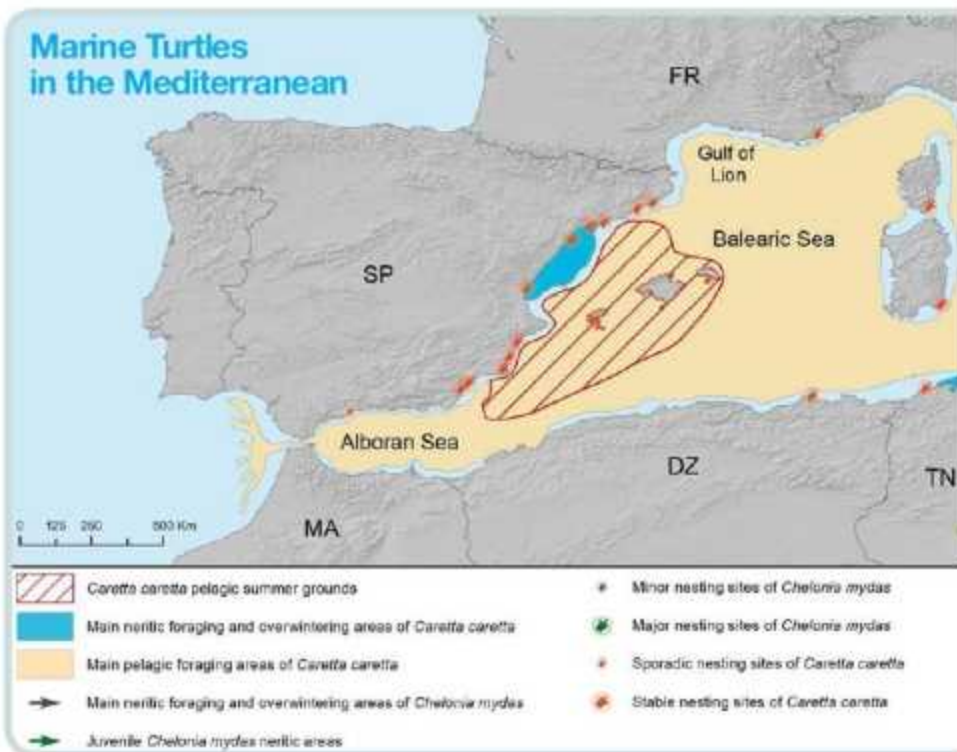 Marine Turtles
in the Mediterranean
FR
Gulf of
Lion
Balearic Sea
SP
Alboran Sea
DZ
TN
MA
0 125 250 500 Km
Caretta caretta pelagic summer grounds
Main neritic foraging and overwintering areas of Caretta caretta
Main pelagic foraging areas of Caretta caretta
Main neritic foraging and overwintering areas of Chelonia mydas
Juvenile Chelonia mydas neritic areas
Minor nesting sites of Chelonia mydas
Major nesting sites of Chelonia mydas
Sporadic nesting sites of Caretta caretta
Stable nesting sites of Caretta caretta